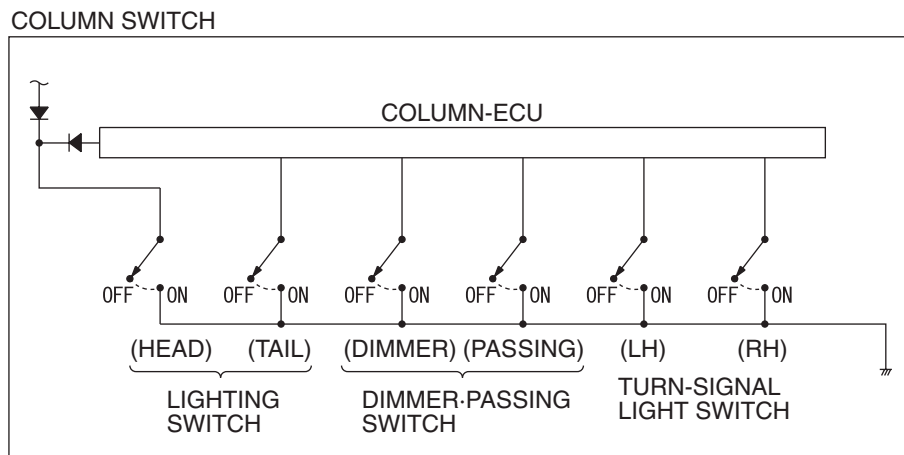 COLUMN SWITCH
COLUMN-ECU
OFF ON OFF ON OFF ON OFF ON OFF ON OFF ON
(HEAD) (TAIL) (DIMMER) (PASSING) (LH) (RH)
LIGHTING SWITCH
DIMMER·PASSING SWITCH
TURN-SIGNAL LIGHT SWITCH